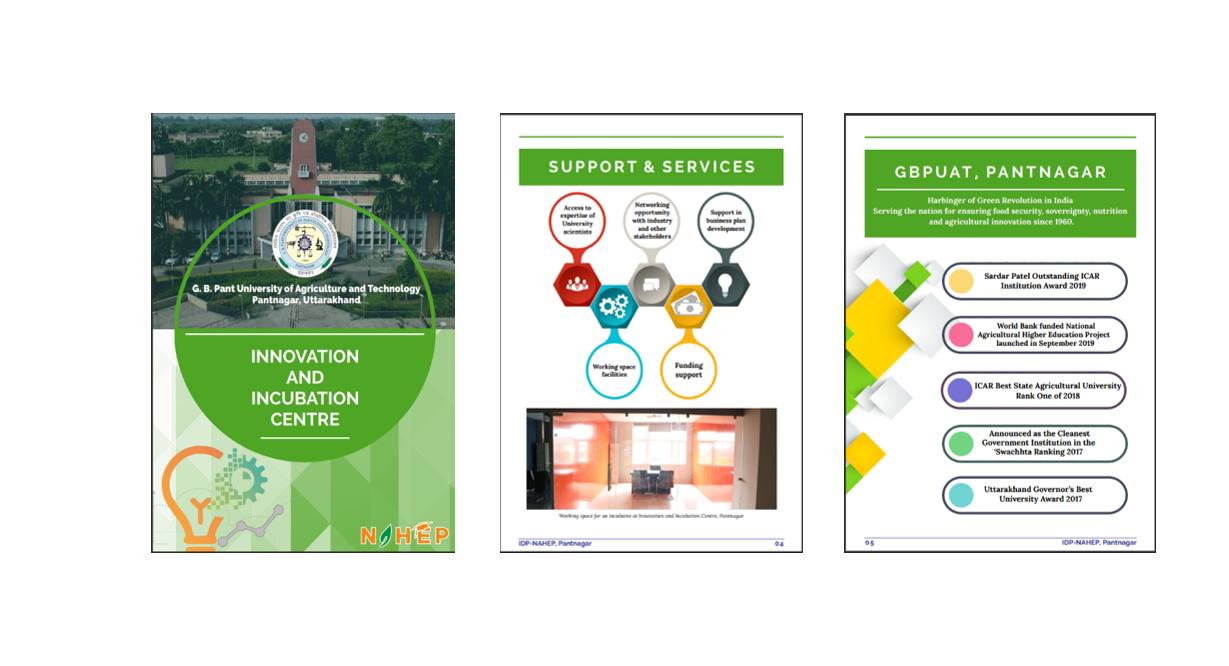 G. B. Pant University of Agriculture and Technology
Pantnagar, Uttarakhand
INNOVATION
AND
INCUBATION
CENTRE
NAHEP
SUPPORT & SERVICES
Access to
expertise of
University
scientists
Networking
opportunity
with industry
and other
stakeholders
Support in
business plan
development
Working space
facilities
Funding
support
Working space for an incubatee at Innovation and Incubation Centre, Pantnagar
IDP-NAHEP, Pantnagar
04
GBPUAT, PANTNAGAR
Harbinger of Green Revolution in India
Serving the nation for ensuring food security, sovereignty, nutrition
and agricultural innovation since 1960.
Sardar Patel Outstanding ICAR
Institution Award 2019
World Bank funded National
Agricultural Higher Education Project
launched in September 2019
ICAR Best State Agricultural University
Rank One of 2018
Announced as the Cleanest
Government Institution in the
'Swachhta Ranking 2017
Uttarakhand Governor's Best
University Award 2017
05
IDP-NAHEP, Pantnagar